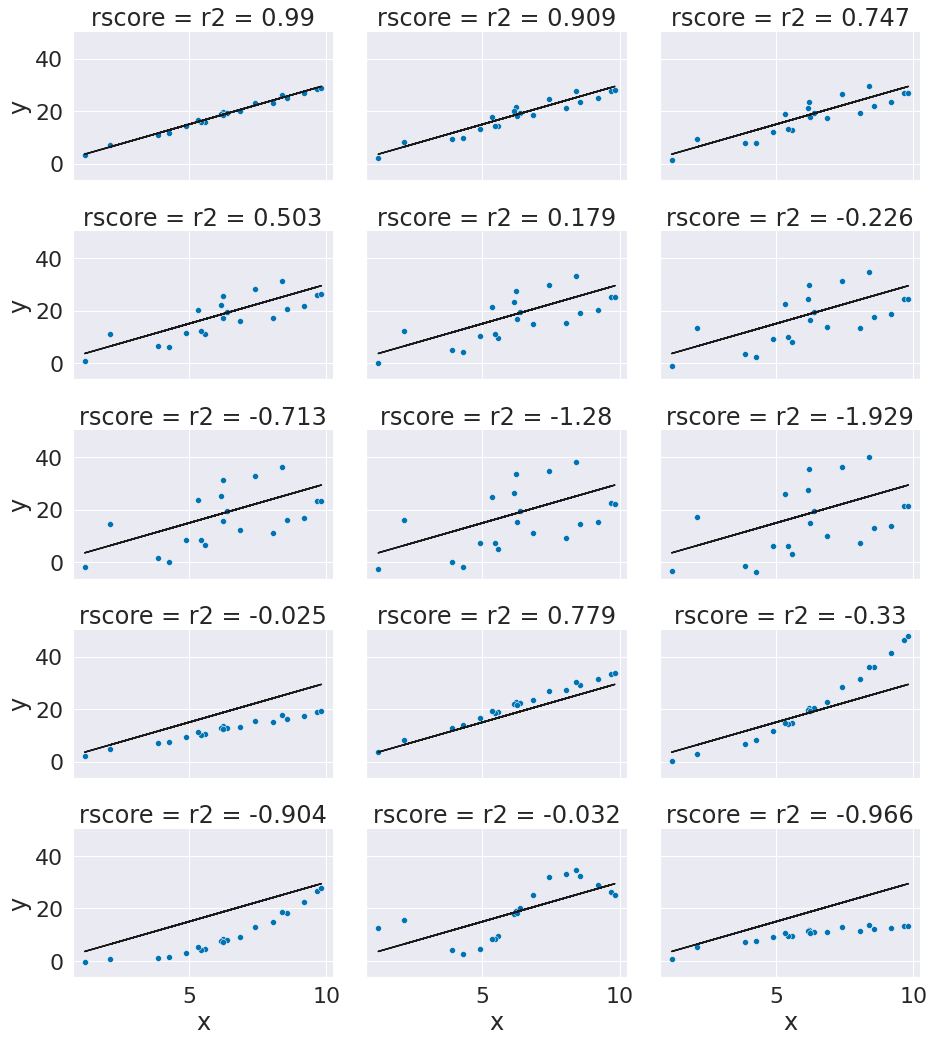 rscore = r2 = 0.99
rscore = r2 = 0.909
rscore = r2 = 0.747
40
20
0
y
rscore = r2 = 0.503
rscore = r2 = 0.179
rscore = r2 = -0.226
40
20
0
y
rscore = r2 = -0.713
rscore = r2 = -1.28
rscore = r2 = -1.929
40
20
0
y
rscore = r2 = -0.025
rscore = r2 = 0.779
rscore = r2 = -0.33
40
20
0
y
rscore = r2 = -0.904
rscore = r2 = -0.032
rscore = r2 = -0.966
40
20
0
y
5 10
x
5 10
x
5 10
x